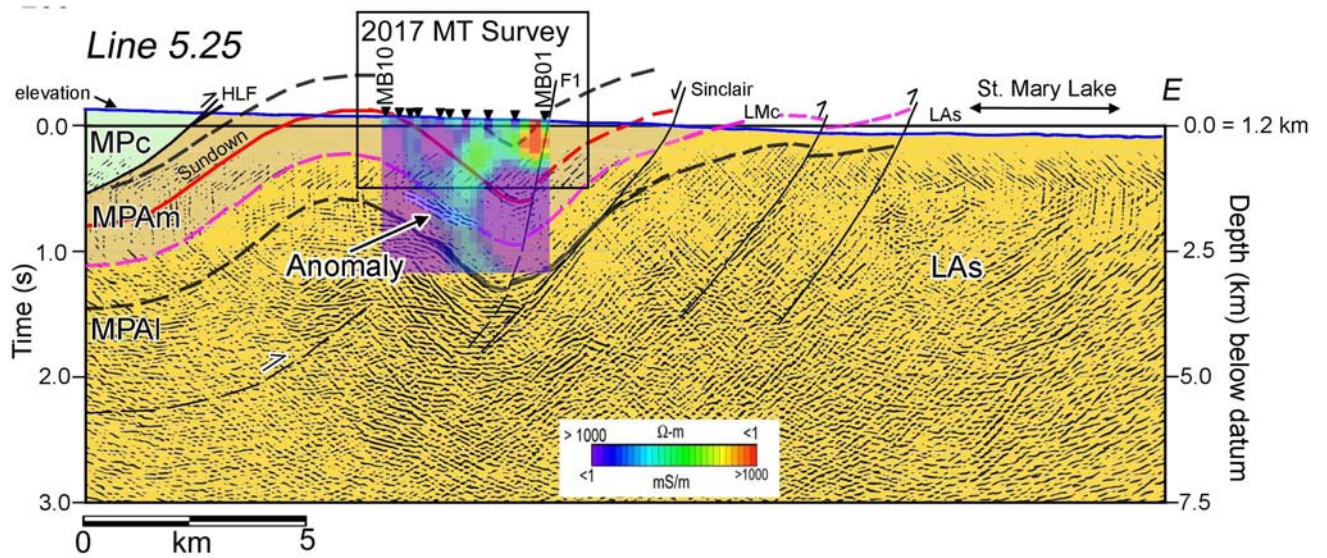 Line 5.25
2017 MT Survey
MB10
MB01
F1
elevation
HLF
Sinclair
LMc
LAs
St. Mary Lake
E
0.0
MPc
Sundown
0.0 = 1.2 km
MPAm
1.0
Anomaly
2.5
LAs
MPAl
Time (s)
Depth (km) below datum
2.0
5.0
> 1000 Ω-m <1
<1 mS/m >1000
3.0
7.5
0 km 5